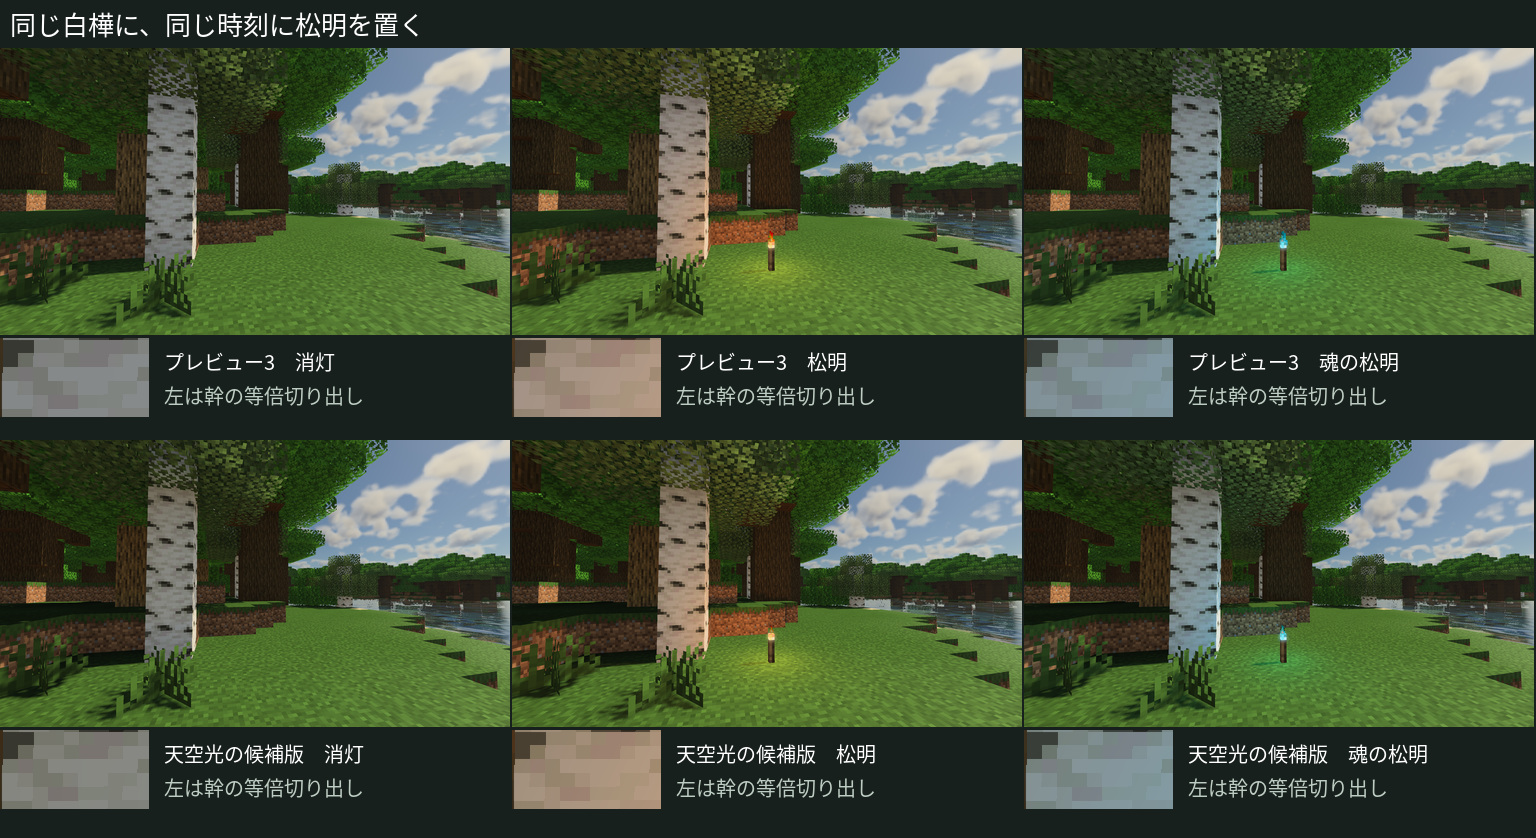 同じ白樺に、同じ時刻に松明を置く
プレビュー3　消灯
左は幹の等倍切り出し
プレビュー3　松明
左は幹の等倍切り出し
プレビュー3　魂の松明
左は幹の等倍切り出し
天空光の候補版　消灯
左は幹の等倍切り出し
天空光の候補版　松明
左は幹の等倍切り出し
天空光の候補版　魂の松明
左は幹の等倍切り出し